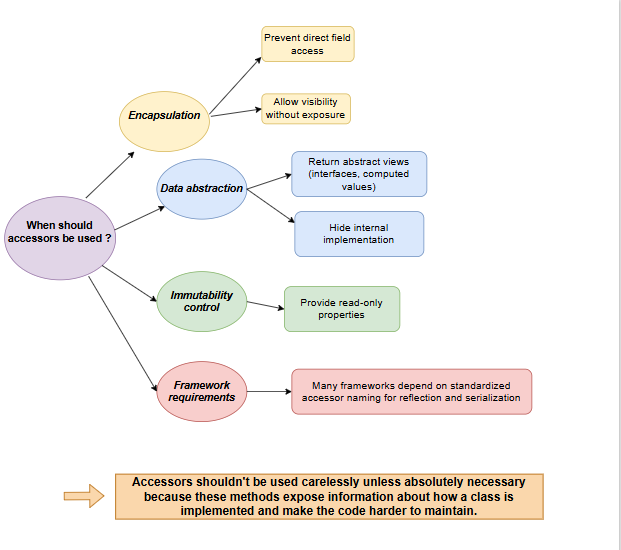 Prevent direct field
access
Allow visibility
without exposure
Encapsulation
Return abstract views
(interfaces, computed
values)
Data abstraction
Hide internal
implementation
When should
accessors be used ?
Immutability
control
Provide read-only
properties
Framework
requirements
Many frameworks depend on standardized
accessor naming for reflection and serialization
Accessors shouldn't be used carelessly unless absolutely necessary
because these methods expose information about how a class is
implemented and make the code harder to maintain.